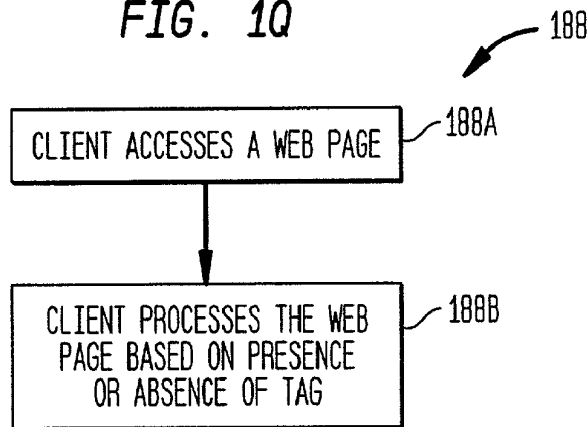 FIG. 1Q
188
CLIENT ACCESSES A WEB PAGE
188A
CLIENT PROCESSES THE WEB
PAGE BASED ON PRESENCE
OR ABSENCE OF TAG
188B